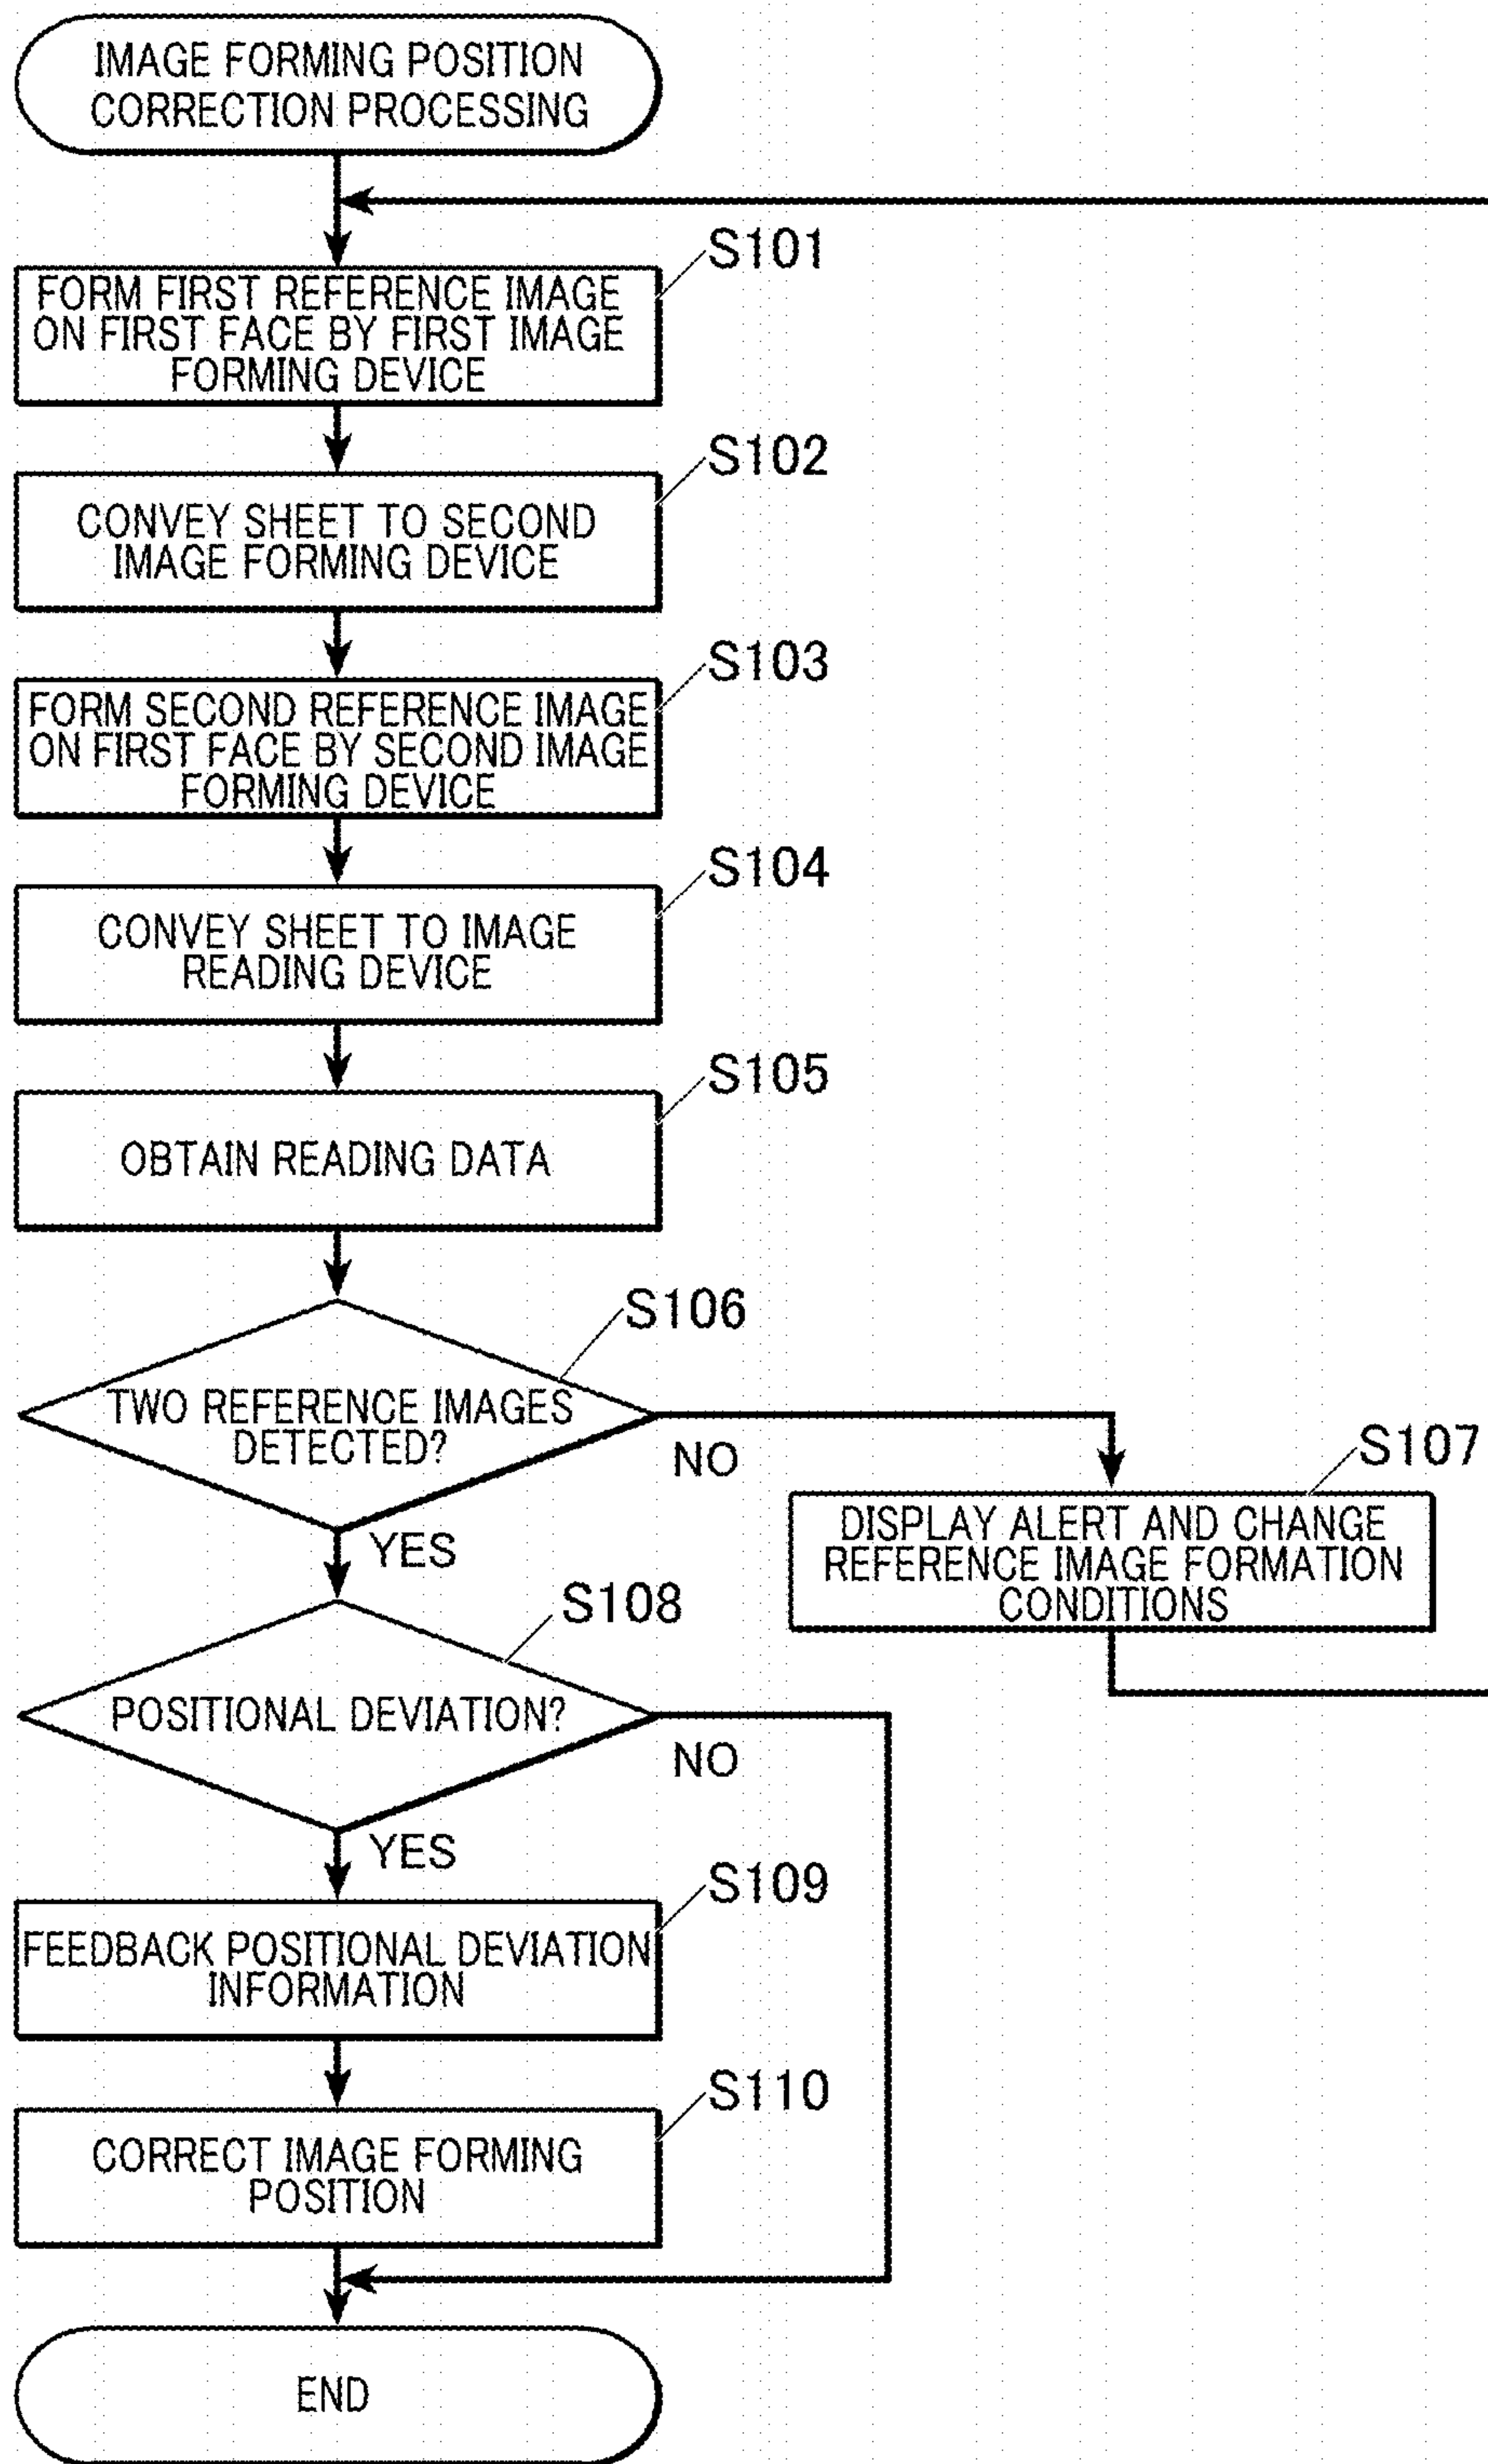 IMAGE FORMING POSITION
CORRECTION PROCESSING
S101
FORM FIRST REFERENCE IMAGE
ON FIRST FACE BY FIRST IMAGE
FORMING DEVICE
S102
CONVEY SHEET TO SECOND
IMAGE FORMING DEVICE
S103
FORM SECOND REFERENCE IMAGE
ON FIRST FACE BY SECOND IMAGE
FORMING DEVICE
S104
CONVEY SHEET TO IMAGE
READING DEVICE
S105
OBTAIN READING DATA
S106
TWO REFERENCE IMAGES
DETECTED?
NO
YES
S107
DISPLAY ALERT AND CHANGE
REFERENCE IMAGE FORMATION
CONDITIONS
S108
POSITIONAL DEVIATION?
NO
YES
S109
FEEDBACK POSITIONAL DEVIATION
INFORMATION
S110
CORRECT IMAGE FORMING
POSITION
END